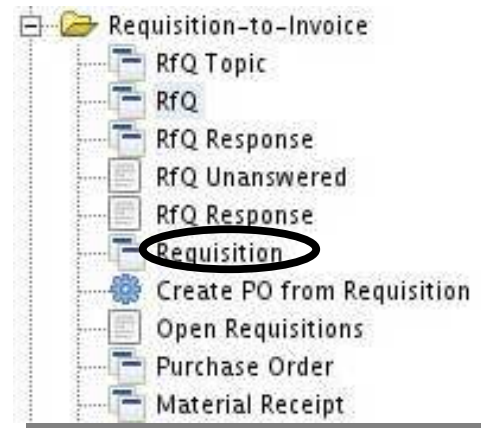 Requisition-to-Invoice
RfQ Topic
RfQ
RfQ Response
RfQ Unanswered
RfQ Response
Requisition
Create PO from Requisition
Open Requisitions
Purchase Order
Material Receipt